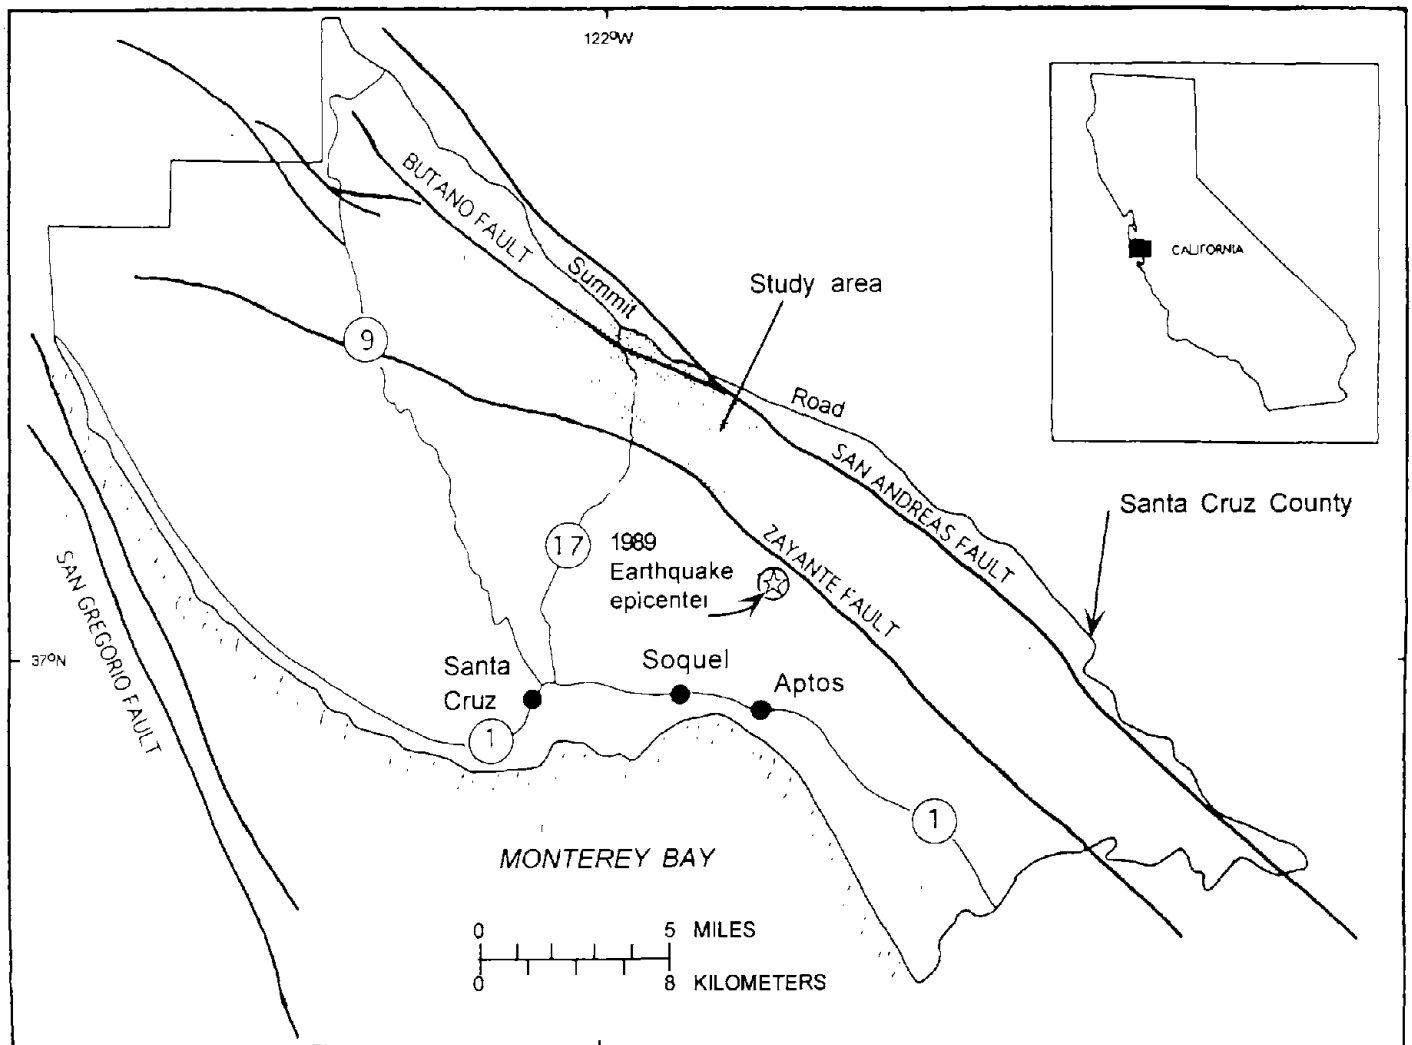 122°W
BUTANO FAULT
Summit
Study area
CALIFORNIA
9
Road
SAN ANDREAS FAULT
Santa Cruz County
17
1989
Earthquake
epicenter
ZAYANTE FAULT
SAN GREGORIO FAULT
37°N
Santa
Cruz
Soquel
Aptos
1
1
MONTEREY BAY
0 5 MILES
0 8 KILOMETERS